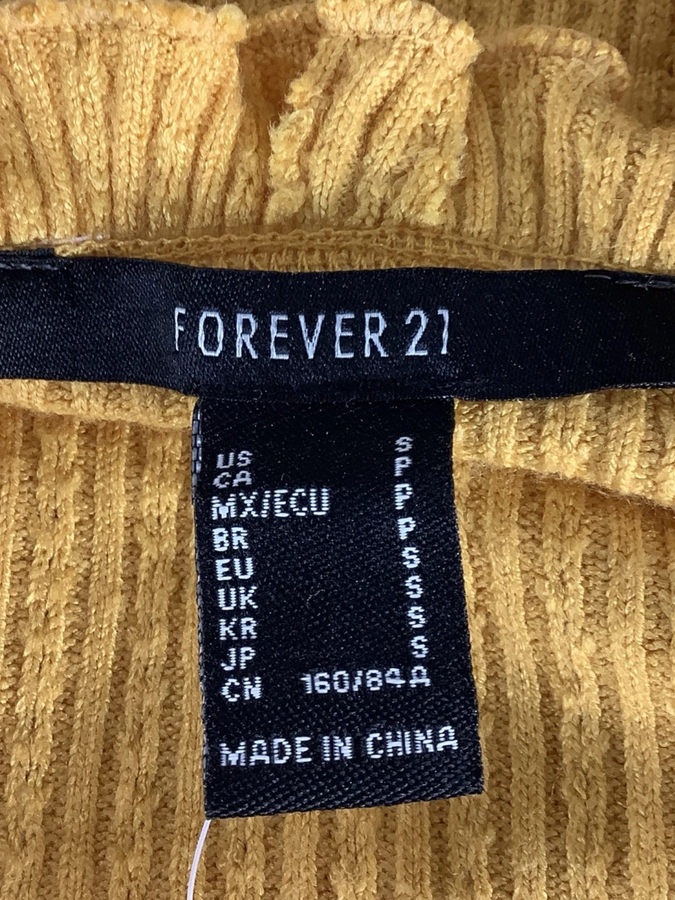 FOREVER 21
US S
CA P
MX/ECU P
BR P
EU S
UK S
KR S
JP S
CN 160/84A
MADE IN CHINA